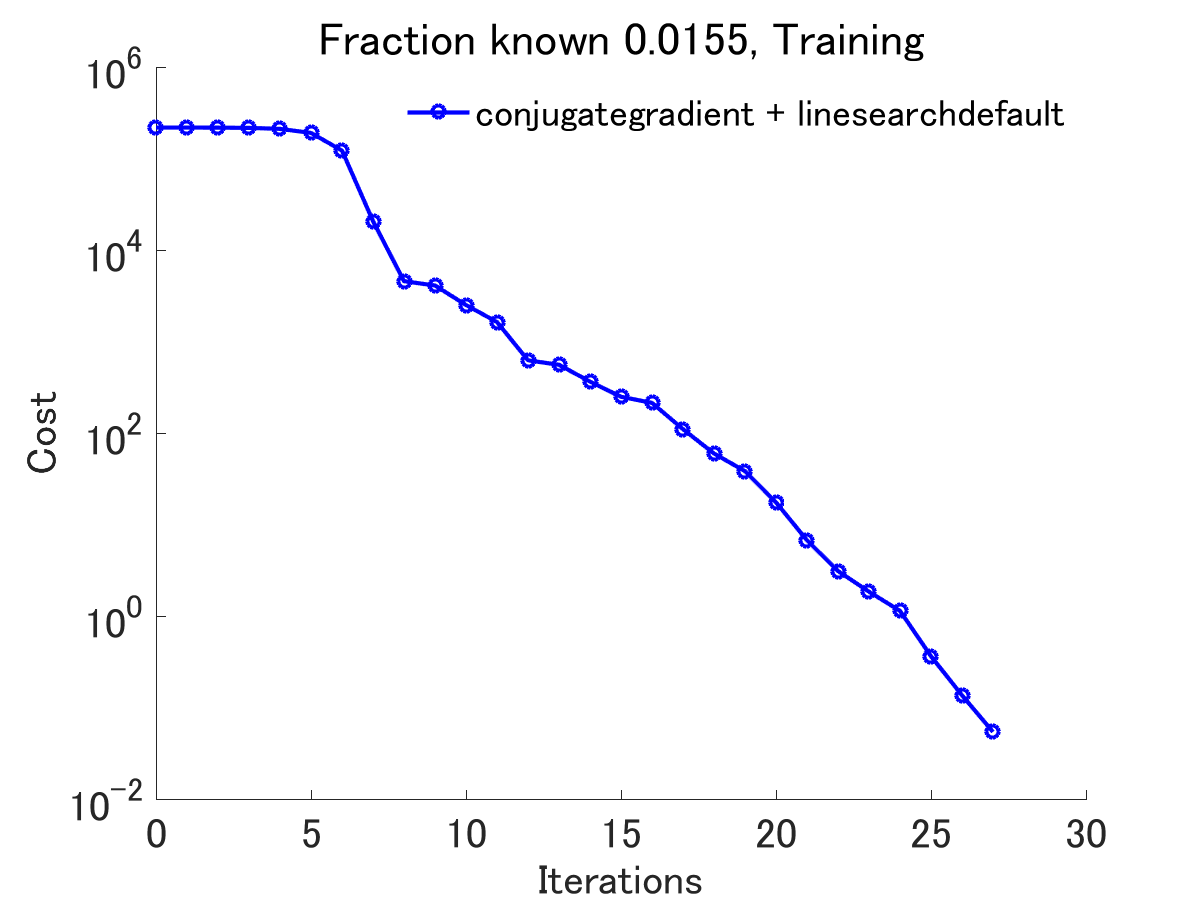 Fraction known 0.0155, Training
conjugategradient + linesearchdefault
10^6
10^4
10^2
10^0
10^-2
Cost
0 5 10 15 20 25 30
Iterations